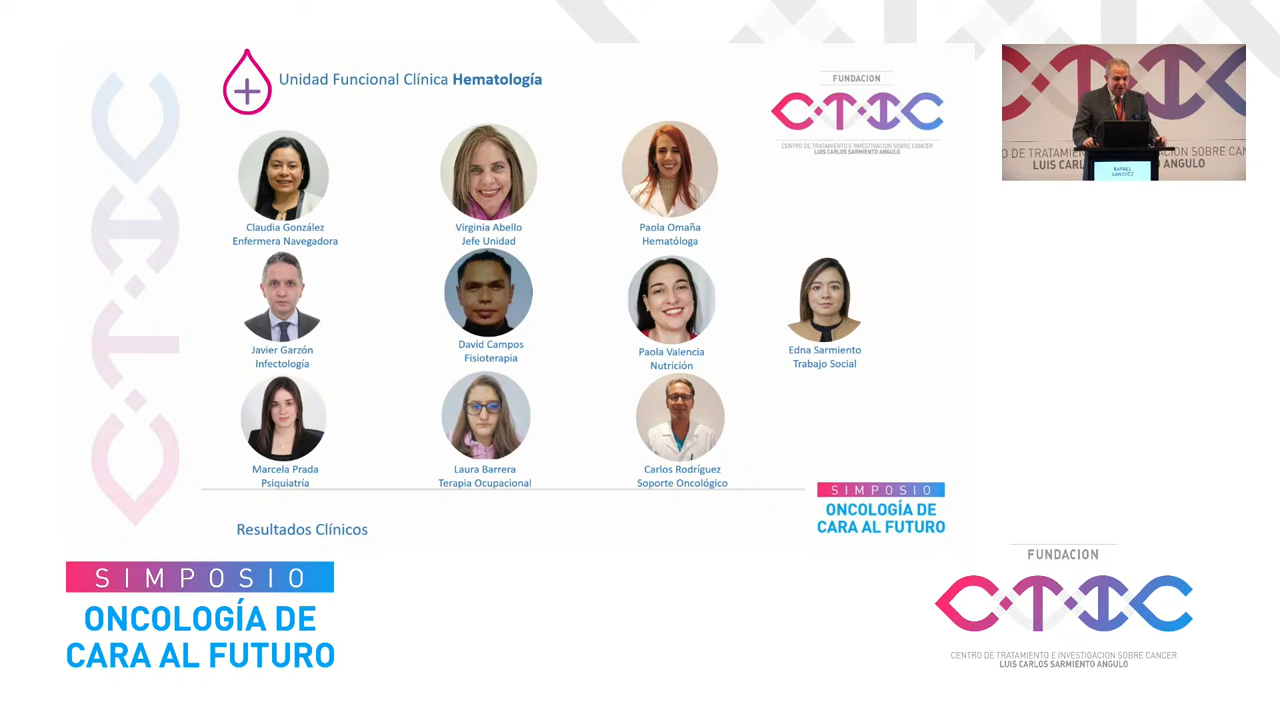 Unidad Funcional Clínica Hematología
FUNDACION
CTIC
CENTRO DE TRATAMIENTO E INVESTIGACION SOBRE CANCER
LUIS CARLOS SARMIENTO ANGULO
CTIC
Claudia González
Enfermera Navegadora
Virginia Abello
Jefe Unidad
Paola Omaña
Hematóloga
Javier Garzón
Infectología
David Campos
Fisioterapia
Paola Valencia
Nutrición
Edna Sarmiento
Trabajo Social
Marcela Prada
Psiquiatría
Laura Barrera
Terapia Ocupacional
Carlos Rodríguez
Soporte Oncológico
Resultados Clínicos
SIMPOSIO
ONCOLOGÍA DE
CARA AL FUTURO
RAFAEL
SÁNCHEZ
SIMPOSIO
ONCOLOGÍA DE
CARA AL FUTURO
FUNDACION
CTIC
CENTRO DE TRATAMIENTO E INVESTIGACION SOBRE CANCER
LUIS CARLOS SARMIENTO ANGULO